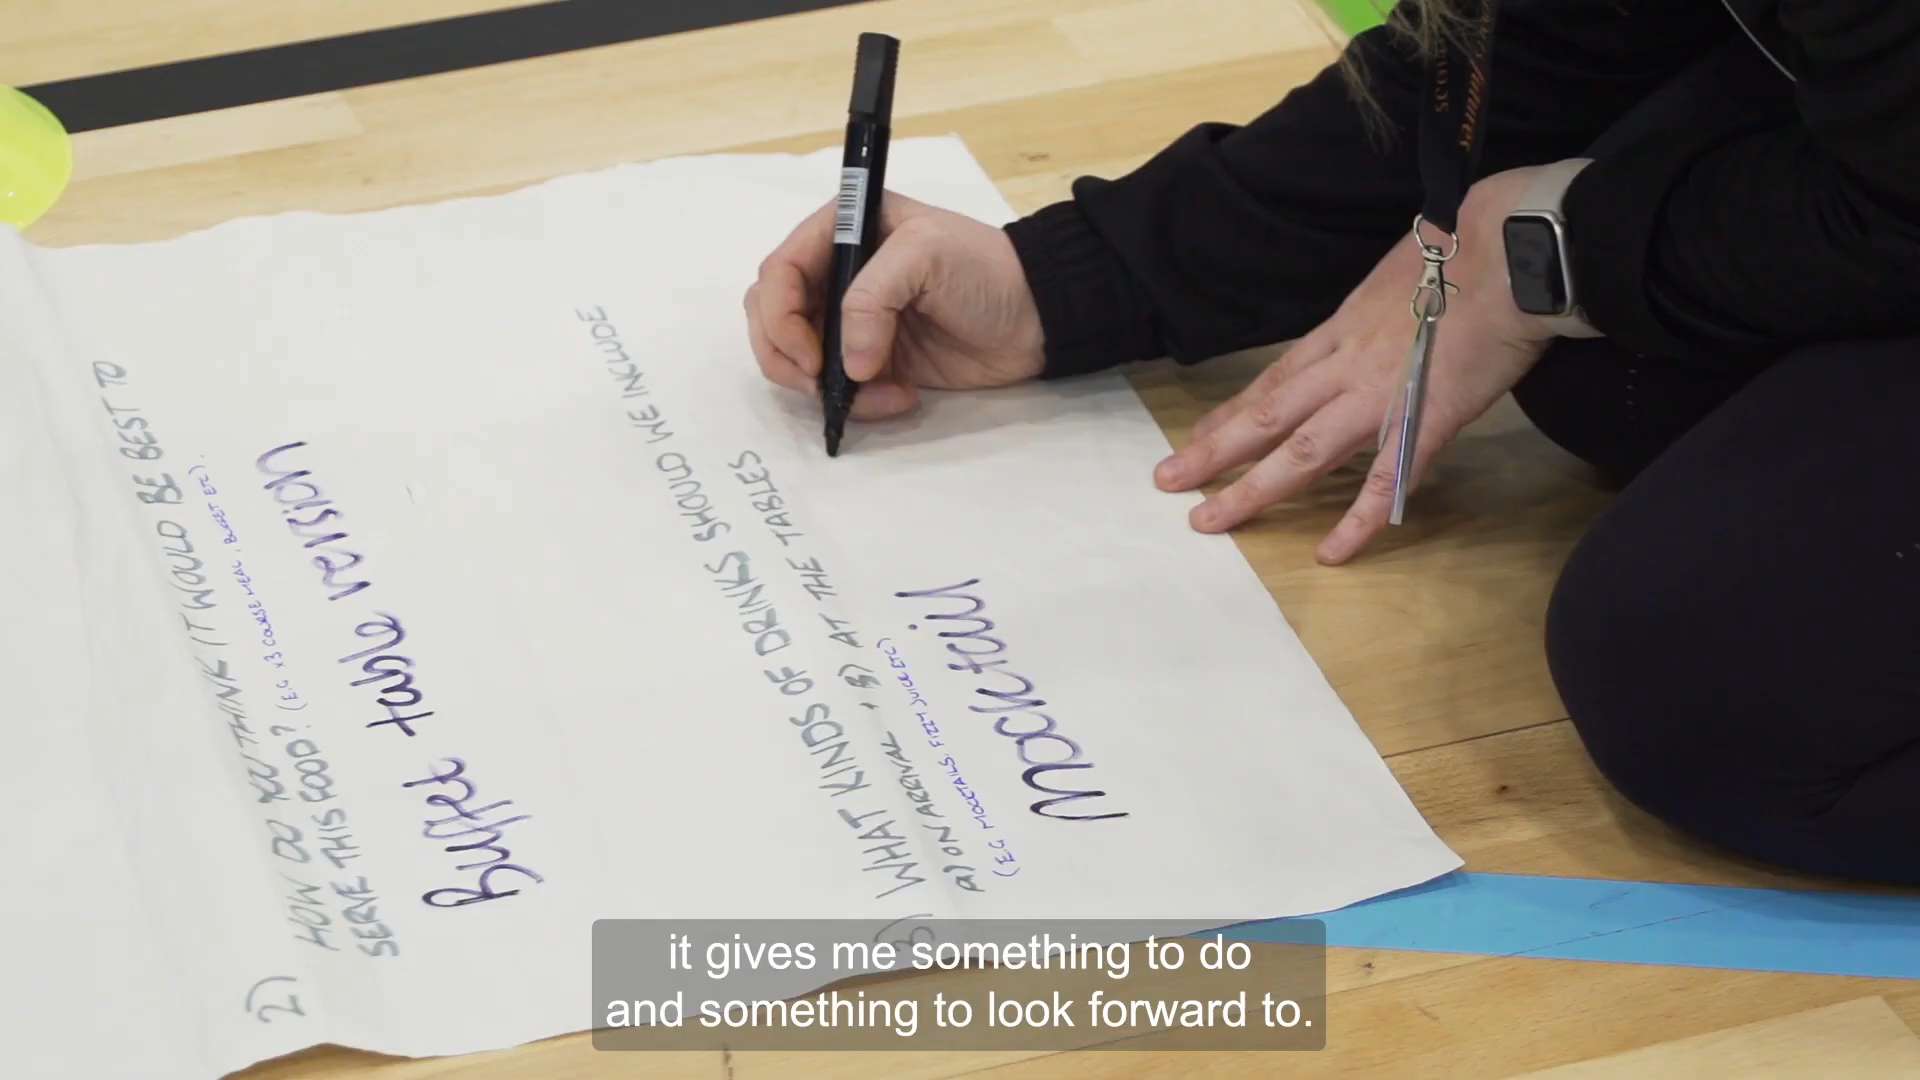 2) HOW DO YOU THINK IT WOULD BE BEST TO
SERVE THIS FOOD? (E.G x3 COURSE MEAL, BUFFET ETC).
Buffet table version
3) WHAT KINDS OF DRINKS SHOULD WE INCLUDE
A) ON ARRIVAL + B) AT THE TABLES
(E.G MOCKTAILS, FIZZY JUICE ETC)
Mocktail
it gives me something to do
and something to look forward to.